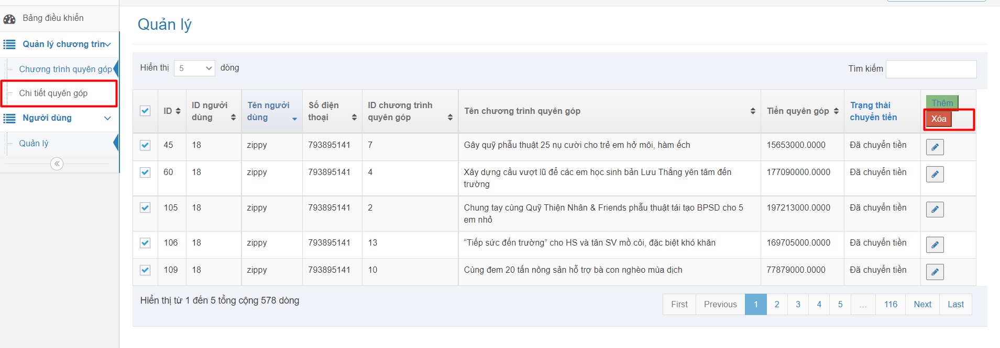 Bảng điều khiển
Quản lý chương trìn
Chương trình quyên góp
Chi tiết quyên góp
Người dùng
Quản lý
Quản lý
Hiển thị 5 dòng
Tìm kiếm
ID
ID người dùng
Tên người dùng
Số điện thoại
ID chương trình quyên góp
Tên chương trình quyên góp
Tiền quyên góp
Trạng thái chuyển tiền
Thêm
Xóa
45 18 zippy 793895141 7 Gây quỹ phẫu thuật 25 nụ cười cho trẻ em hở môi, hàm ếch 15653000.0000 Đã chuyển tiền
60 18 zippy 793895141 4 Xây dựng cầu vượt lũ để các em học sinh bản Lưu Thắng yên tâm đến 177090000.0000 Đã chuyển tiền
trường
105 18 zippy 793895141 2 Chung tay cùng Quỹ Thiện Nhân & Friends phẫu thuật tái tạo BPSD cho 5 197213000.0000 Đã chuyển tiền
em nhỏ
106 18 zippy 793895141 13 “Tiếp sức đến trường” cho HS và tân SV mồ côi, đặc biệt khó khăn 169705000.0000 Đã chuyển tiền
109 18 zippy 793895141 10 Cùng đem 20 tấn nông sản hỗ trợ bà con nghèo mùa dịch 77879000.0000 Đã chuyển tiền
Hiển thị từ 1 đến 5 tổng cộng 578 dòng
First Previous 1 2 3 4 5 … 116 Next Last